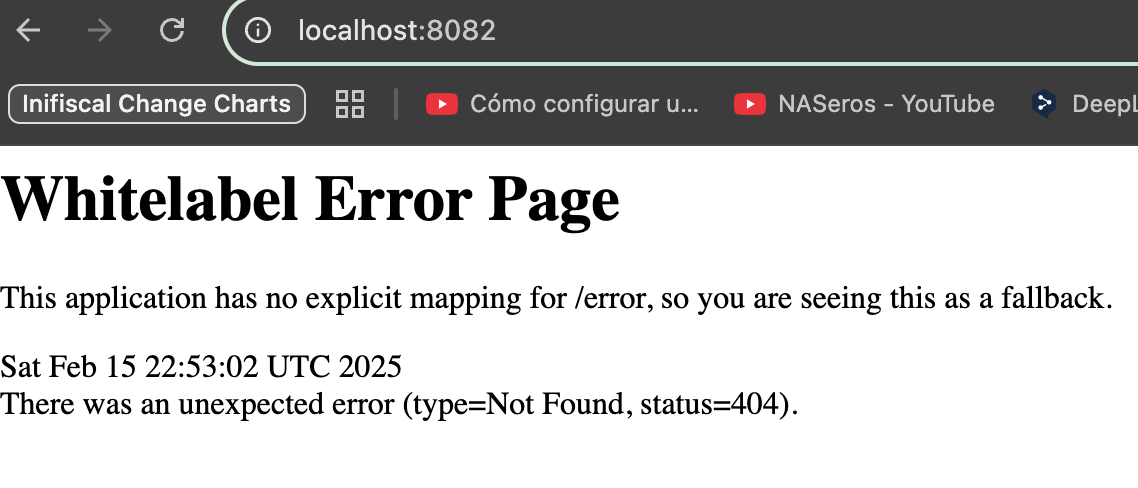 localhost:8082
Inifiscal Change Charts Cómo configurar u... NASeros - YouTube DeepL
Whitelabel Error Page
This application has no explicit mapping for /error, so you are seeing this as a fallback.
Sat Feb 15 22:53:02 UTC 2025
There was an unexpected error (type=Not Found, status=404).